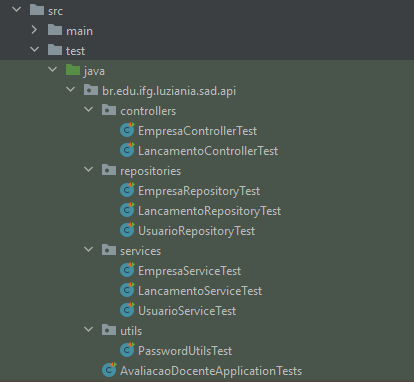 src
main
test
java
br.edu.ifg.luziania.sad.api
controllers
EmpresaControllerTest
LancamentoControllerTest
repositories
EmpresaRepositoryTest
LancamentoRepositoryTest
UsuarioRepositoryTest
services
EmpresaServiceTest
LancamentoServiceTest
UsuarioServiceTest
utils
PasswordUtilsTest
AvaliacaoDocenteApplicationTests